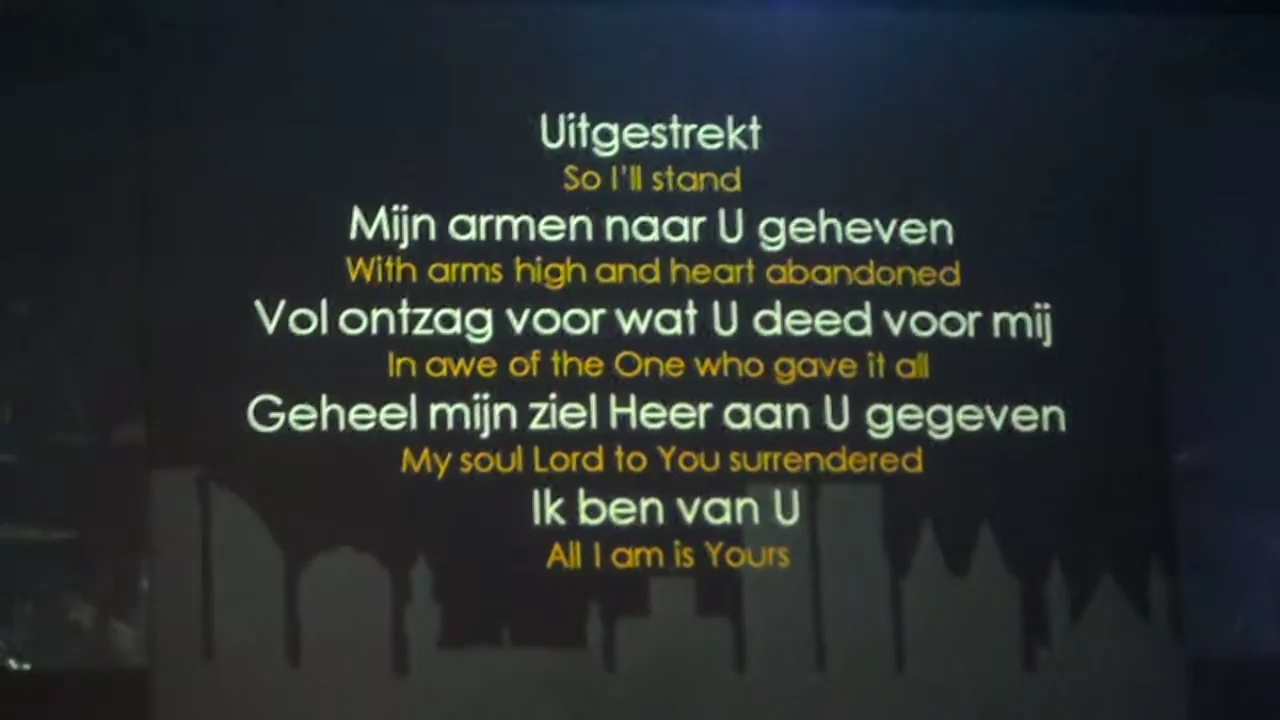 Uitgestrekt
So I'll stand
Mijn armen naar U geheven
With arms high and heart abandoned
Vol ontzag voor wat U deed voor mij
In awe of the One who gave it all
Geheel mijn ziel Heer aan U gegeven
My soul Lord to You surrendered
Ik ben van U
All I am is Yours